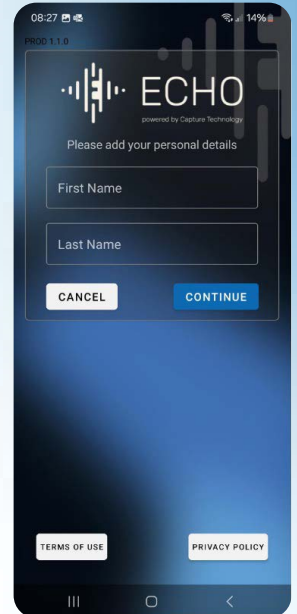 08:27 14%
PROD 1.1.0
ECHO
powered by Capture Technology
Please add your personal details
First Name
Last Name
CANCEL CONTINUE
TERMS OF USE PRIVACY POLICY